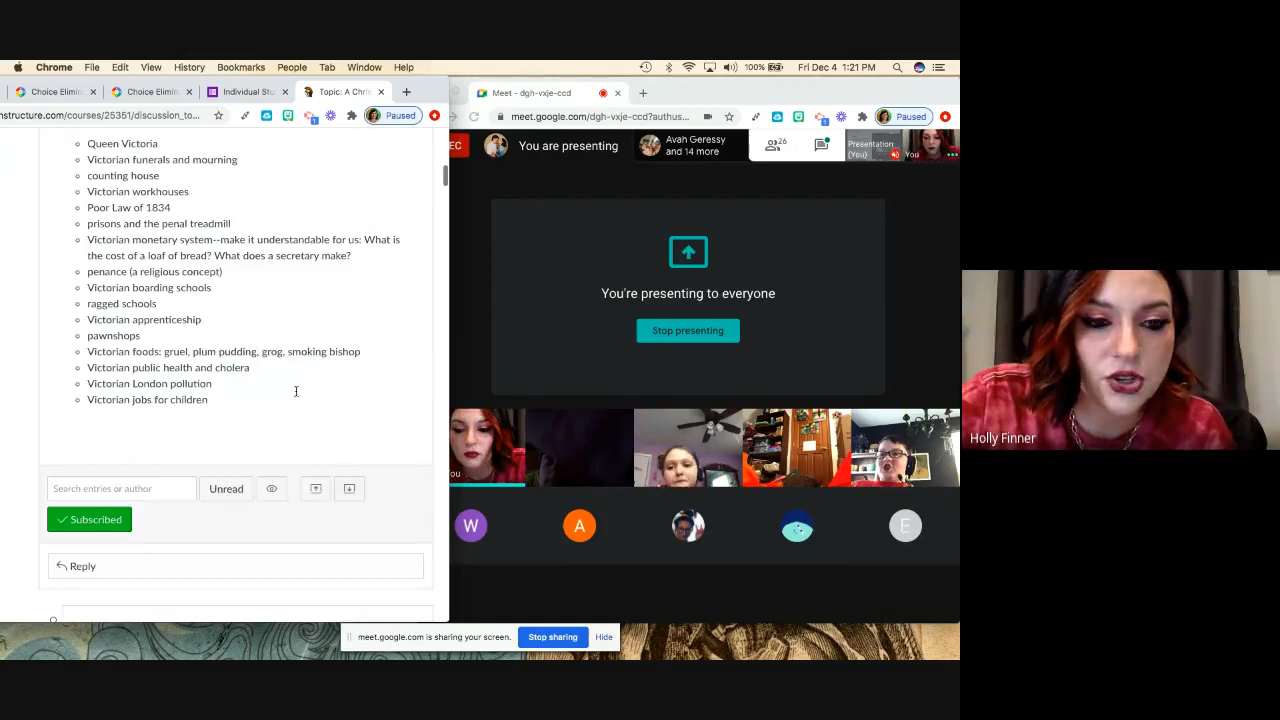 Chrome File Edit View History Bookmarks People Tab Window Help
100% Fri Dec 4 1:21 PM
Choice Elimin
Choice Elimin
Individual Stu
Topic: A Chris
Meet - dgh-vxje-ccd
nstructure.com/courses/25351/discussion_to...
Paused
meet.google.com/dgh-vxje-ccd?authus...
Paused
Queen Victoria
Victorian funerals and mourning
counting house
Victorian workhouses
Poor Law of 1834
prisons and the penal treadmill
Victorian monetary system--make it understandable for us: What is
the cost of a loaf of bread? What does a secretary make?
penance (a religious concept)
Victorian boarding schools
ragged schools
Victorian apprenticeship
pawnshops
Victorian foods: gruel, plum pudding, grog, smoking bishop
Victorian public health and cholera
Victorian London pollution
Victorian jobs for children
Search entries or author
Unread
Subscribed
Reply
EC
You are presenting
Avah Geressy
and 14 more
26
Presentation
(You)
You
You're presenting to everyone
Stop presenting
You
W
A
E
meet.google.com is sharing your screen.
Stop sharing
Hide
Holly Finner